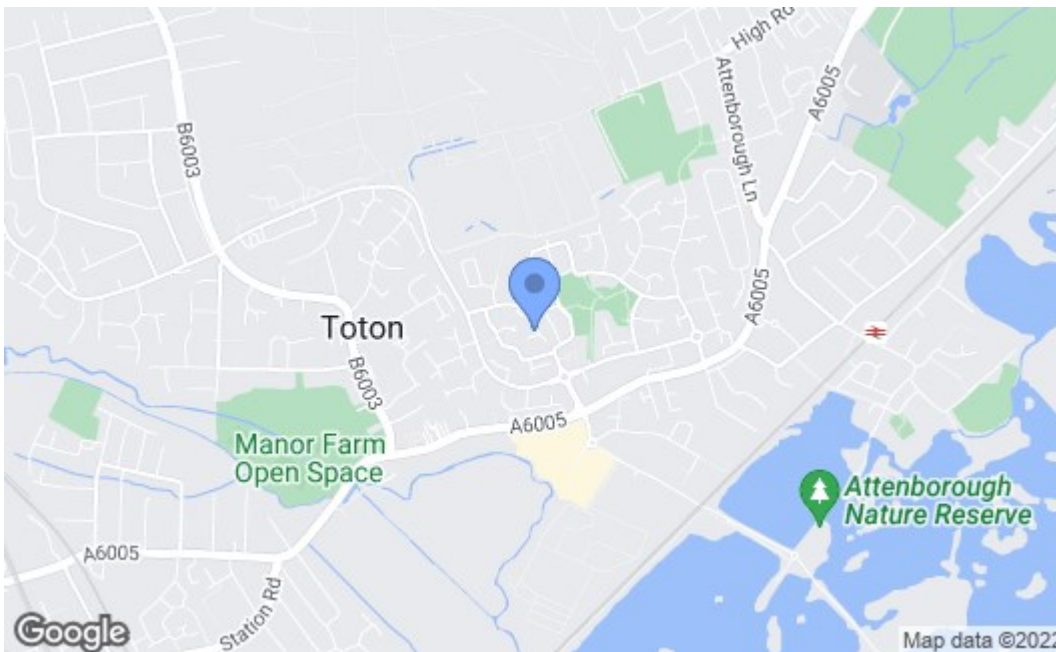 High Rd
Attenborough Ln
A6005
B6003
A6005
Toton
B6003
A6005
Manor Farm
Open Space
Attenborough
Nature Reserve
A6005
Station Rd
Google
Map data ©2022